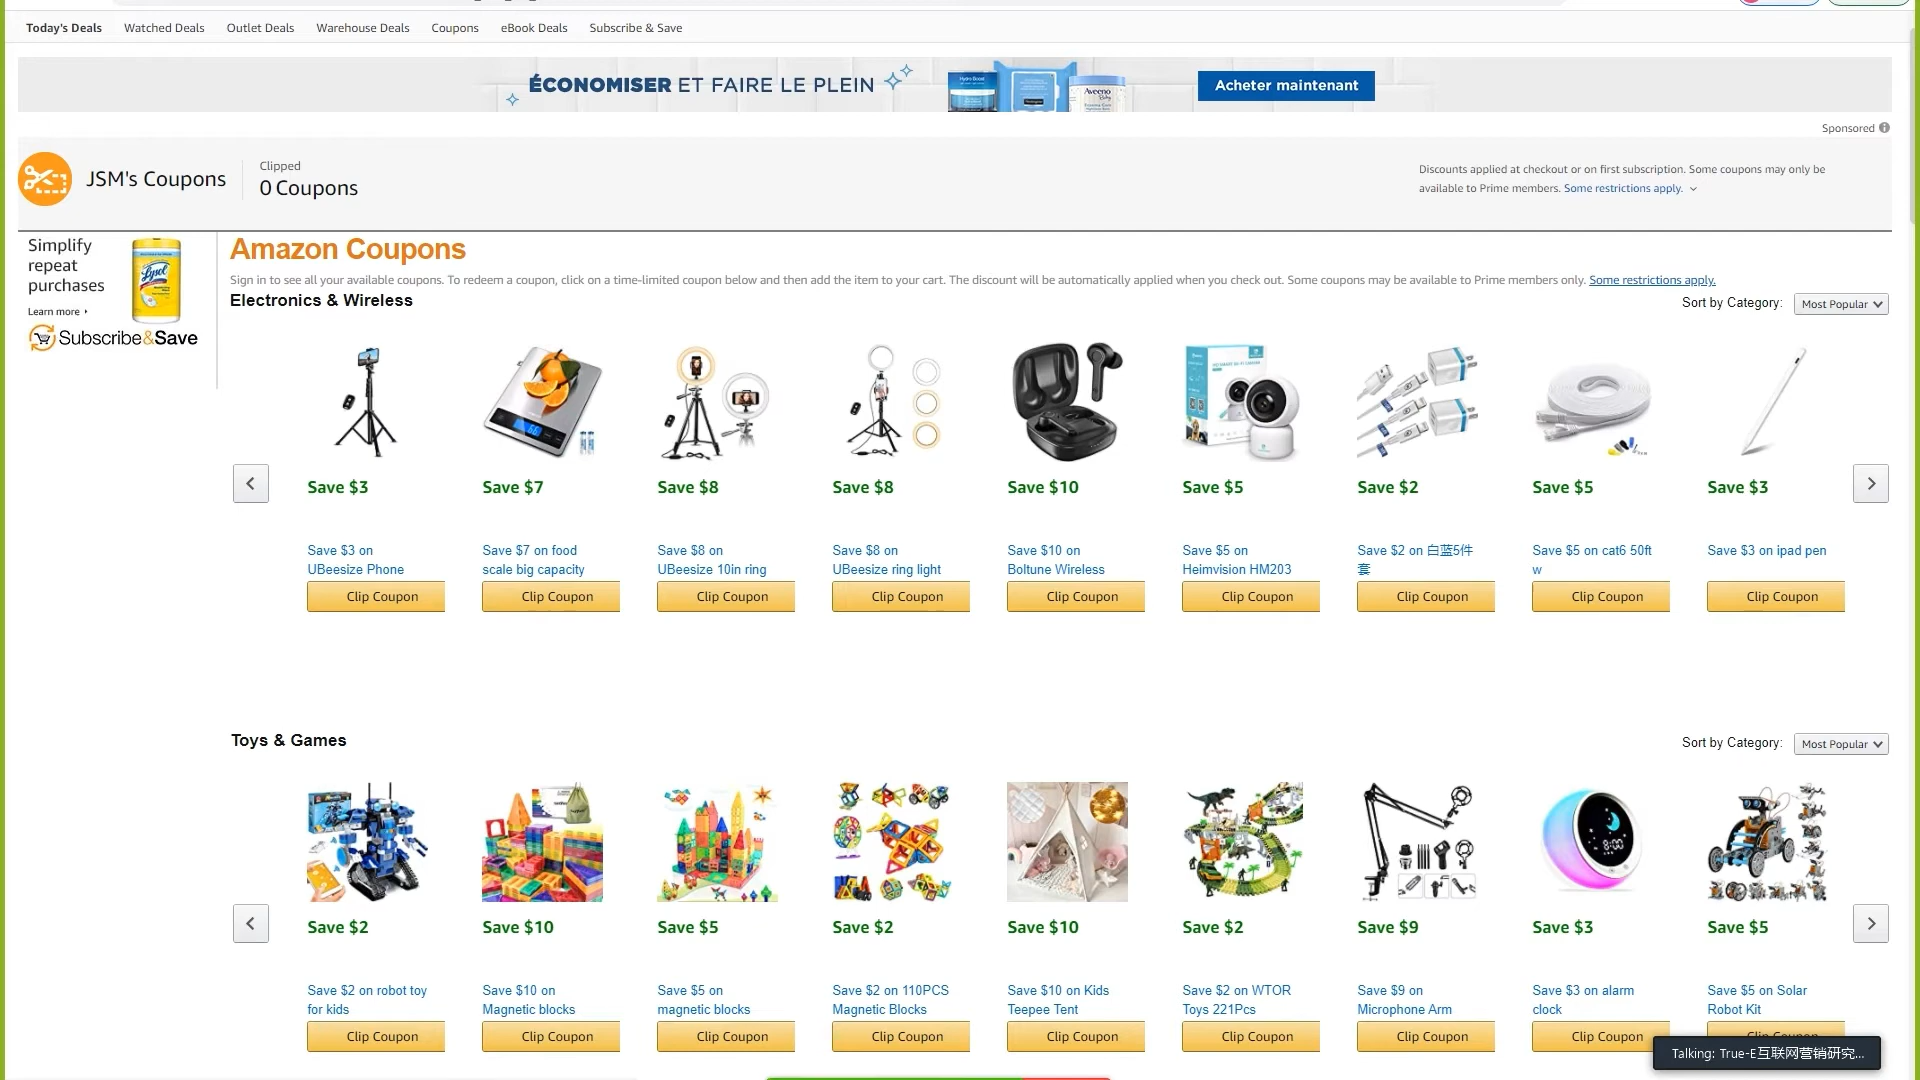 Today's Deals Watched Deals Outlet Deals Warehouse Deals Coupons eBook Deals Subscribe & Save
ÉCONOMISER ET FAIRE LE PLEIN
Aveeno
Acheter maintenant
Sponsored
JSM's Coupons
Clipped
0 Coupons
Discounts applied at checkout or on first subscription. Some coupons may only be
available to Prime members. Some restrictions apply.
Simplify
repeat
purchases
Learn more
Lysol
Subscribe&Save
Amazon Coupons
Sign in to see all your available coupons. To redeem a coupon, click on a time-limited coupon below and then add the item to your cart. The discount will be automatically applied when you check out. Some coupons may be available to Prime members only. Some restrictions apply.
Electronics & Wireless
Sort by Category: Most Popular
Save $3 Save $7 Save $8 Save $8 Save $10 Save $5 Save $2 Save $5 Save $3
Save $3 on
UBeesize Phone
Save $7 on food
scale big capacity
Save $8 on
UBeesize 10in ring
Save $8 on
UBeesize ring light
Save $10 on
Boltune Wireless
Save $5 on
Heimvision HM203
Save $2 on 白蓝5件
套
Save $5 on cat6 50ft
w
Save $3 on ipad pen
Clip Coupon Clip Coupon Clip Coupon Clip Coupon Clip Coupon Clip Coupon Clip Coupon Clip Coupon Clip Coupon
Toys & Games
Sort by Category: Most Popular
8:00
Save $2 Save $10 Save $5 Save $2 Save $10 Save $2 Save $9 Save $3 Save $5
Save $2 on robot toy
for kids
Save $10 on
Magnetic blocks
Save $5 on
magnetic blocks
Save $2 on 110PCS
Magnetic Blocks
Save $10 on Kids
Teepee Tent
Save $2 on WTOR
Toys 221Pcs
Save $9 on
Microphone Arm
Save $3 on alarm
clock
Save $5 on Solar
Robot Kit
Clip Coupon Clip Coupon Clip Coupon Clip Coupon Clip Coupon Clip Coupon Clip Coupon Clip Coupon Clip Coupon
Talking: True-E互联网营销研究...